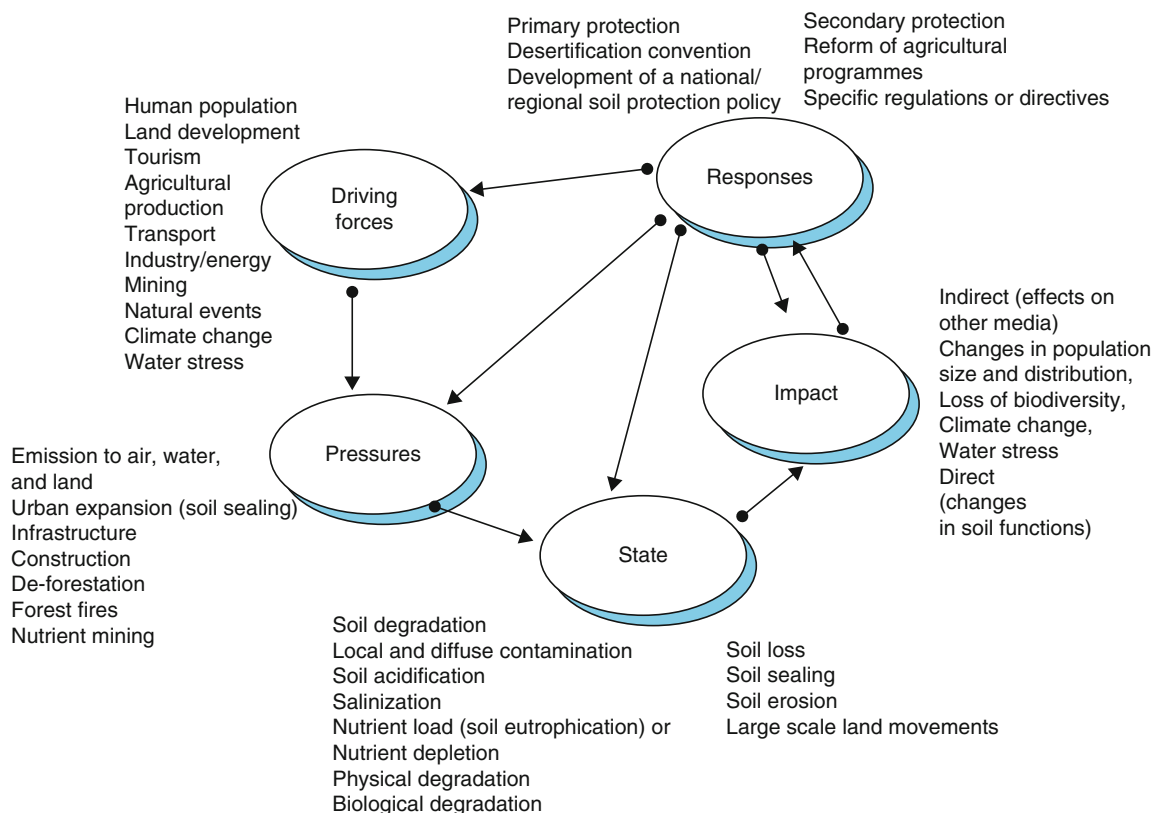 Primary protection
Desertification convention
Development of a national/
regional soil protection policy
Secondary protection
Reform of agricultural
programmes
Specific regulations or directives
Human population
Land development
Tourism
Agricultural
production
Transport
Industry/energy
Mining
Natural events
Climate change
Water stress
Driving
forces
Responses
Indirect (effects on
other media)
Changes in population
size and distribution,
Loss of biodiversity,
Climate change,
Water stress
Direct
(changes
in soil functions)
Impact
Pressures
Emission to air, water,
and land
Urban expansion (soil sealing)
Infrastructure
Construction
De-forestation
Forest fires
Nutrient mining
State
Soil degradation
Local and diffuse contamination
Soil acidification
Salinization
Nutrient load (soil eutrophication) or
Nutrient depletion
Physical degradation
Biological degradation
Soil loss
Soil sealing
Soil erosion
Large scale land movements